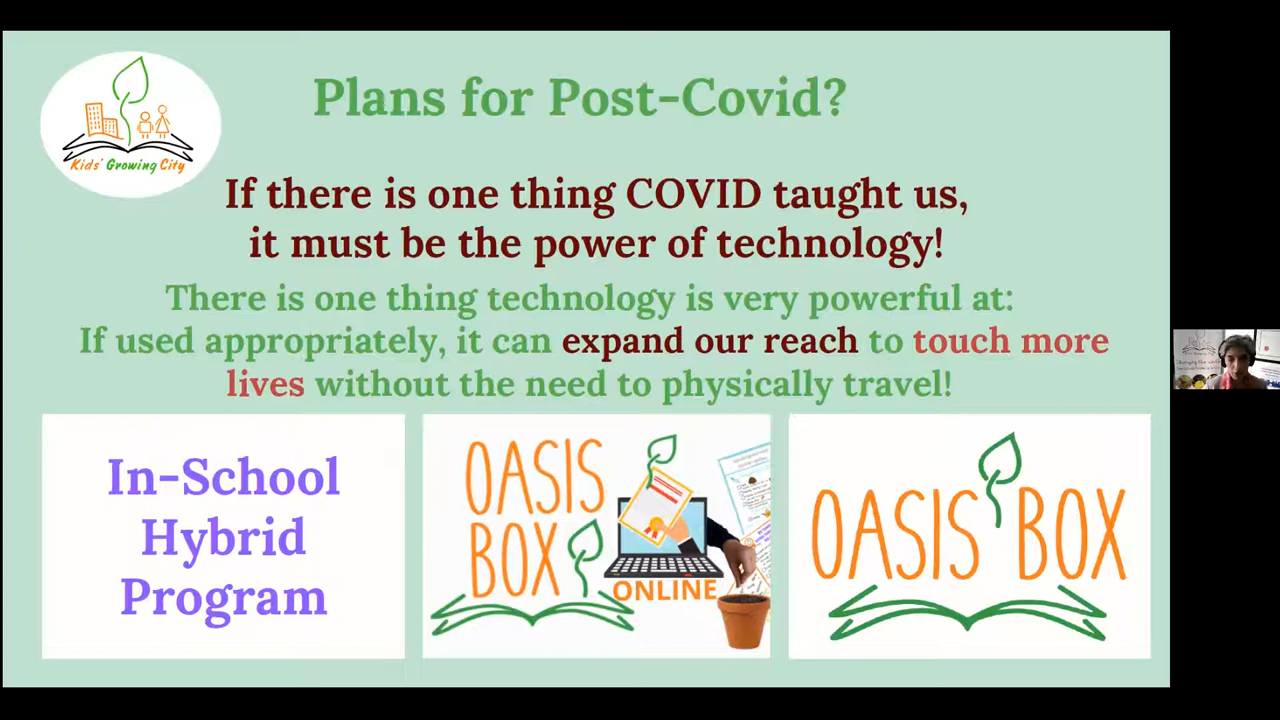 Kids' Growing City
Plans for Post-Covid?
If there is one thing COVID taught us,
it must be the power of technology!
There is one thing technology is very powerful at:
If used appropriately, it can expand our reach to touch more
lives without the need to physically travel!
In-School
Hybrid
Program
OASIS
BOX
ONLINE
OASIS BOX